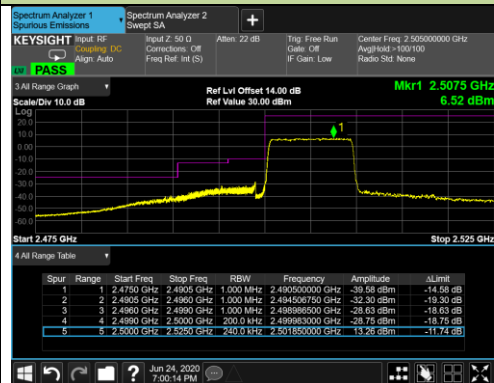 Spectrum Analyzer 1
Spurious Emissions
Spectrum Analyzer 2
Swept SA
KEYSIGHT
Input: RF
Coupling: DC
Align: Auto
Input Z: 50 Ω
Corrections: Off
Freq Ref: Int (S)
Atten: 22 dB
Trig: Free Run
Gate: Off
IF Gain: Low
Center Freq: 2.505000000 GHz
Avg|Hold:>100/100
Radio Std: None
PASS
3 All Range Graph
Ref Lvl Offset 14.00 dB
Mkr1 2.5075 GHz
Scale/Div 10.0 dB
Ref Value 30.00 dBm
6.52 dBm
Log
20.0
10.0
0.00
-10.0
-20.0
-30.0
-40.0
-50.0
-60.0
1
Start 2.475 GHz
Stop 2.525 GHz
4 All Range Table
Spur Range Start Freq Stop Freq RBW Frequency Amplitude ΔLimit
1 1 2.4750 GHz 2.4905 GHz 1.000 MHz 2.490500000 GHz -39.58 dBm -14.58 dB
2 2 2.4905 GHz 2.4960 GHz 1.000 MHz 2.494506750 GHz -32.30 dBm -19.30 dB
3 3 2.4960 GHz 2.4990 GHz 1.000 MHz 2.498986500 GHz -28.63 dBm -18.63 dB
4 4 2.4990 GHz 2.5000 GHz 200.0 kHz 2.499983000 GHz -28.75 dBm -18.75 dB
5 5 2.5000 GHz 2.5250 GHz 240.0 kHz 2.501850000 GHz 13.26 dBm -11.74 dB
Jun 24, 2020
7:00:14 PM